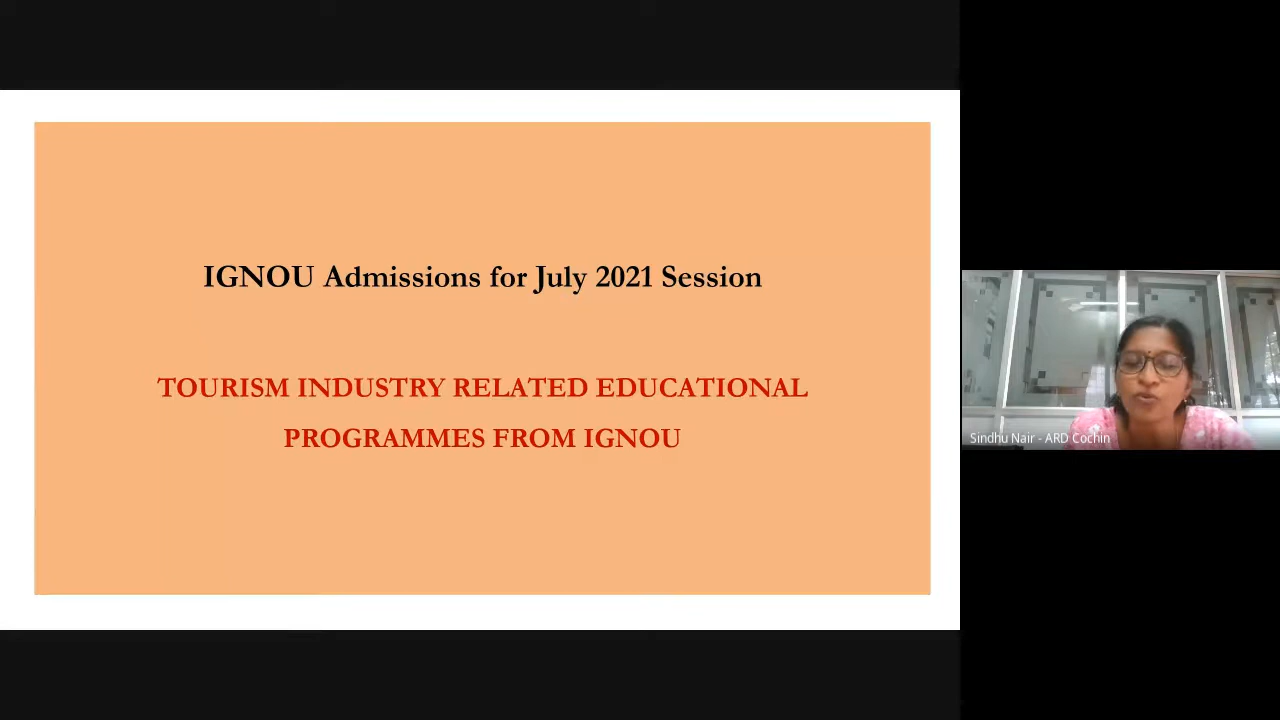 IGNOU Admissions for July 2021 Session
TOURISM INDUSTRY RELATED EDUCATIONAL
PROGRAMMES FROM IGNOU
Sindhu Nair - ARD Cochin